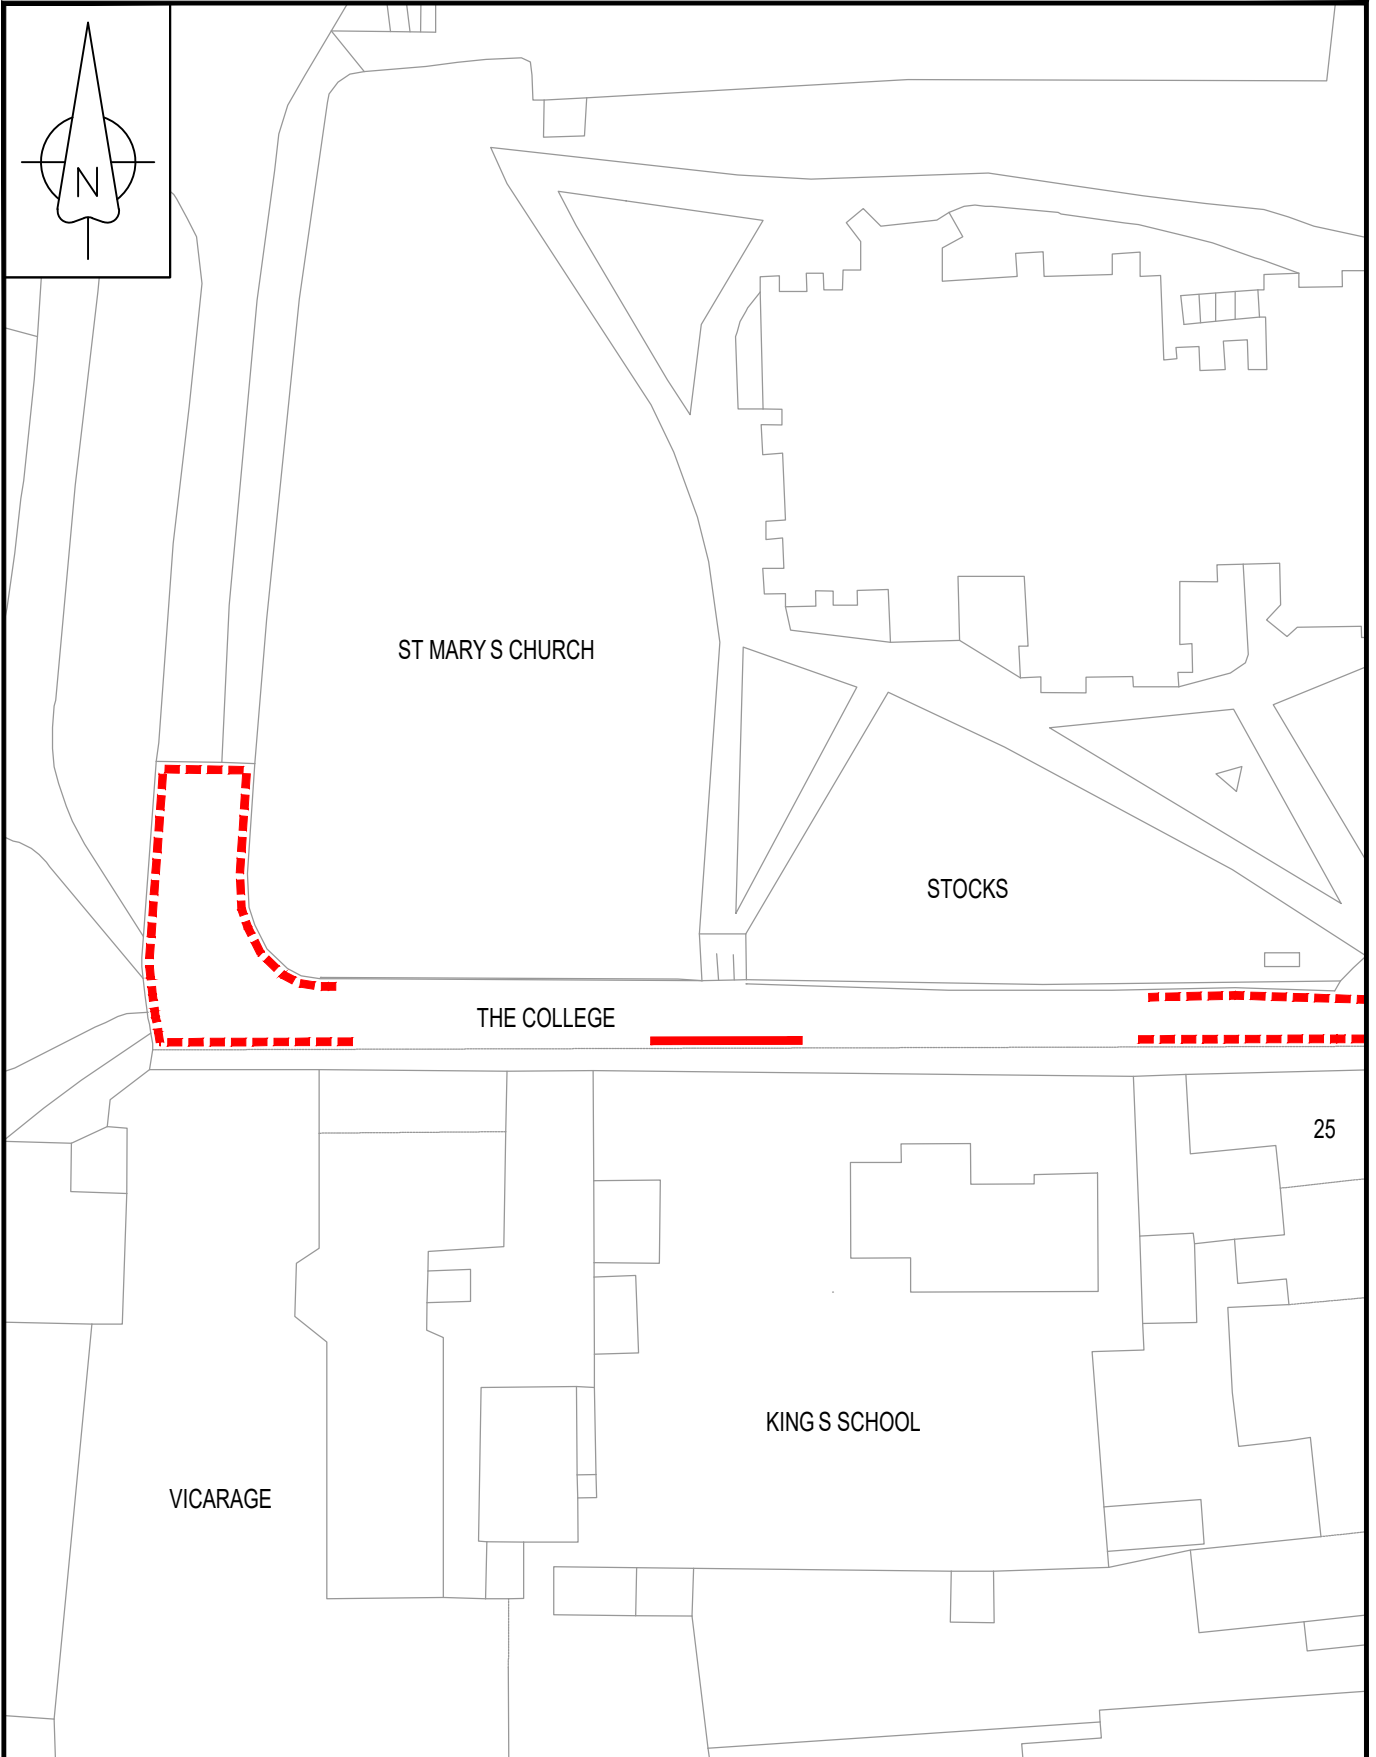 N
ST MARY S CHURCH
STOCKS
THE COLLEGE
25
KING S SCHOOL
VICARAGE